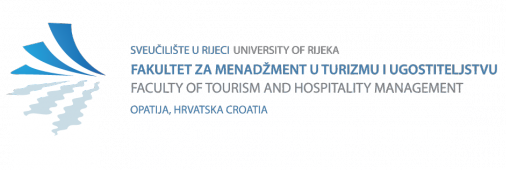 SVEUČILIŠTE U RIJECI UNIVERSITY OF RIJEKA
FAKULTET ZA MENADŽMENT U TURIZMU I UGOSTITELJSTVU
FACULTY OF TOURISM AND HOSPITALITY MANAGEMENT
OPATIJA, HRVATSKA CROATIA